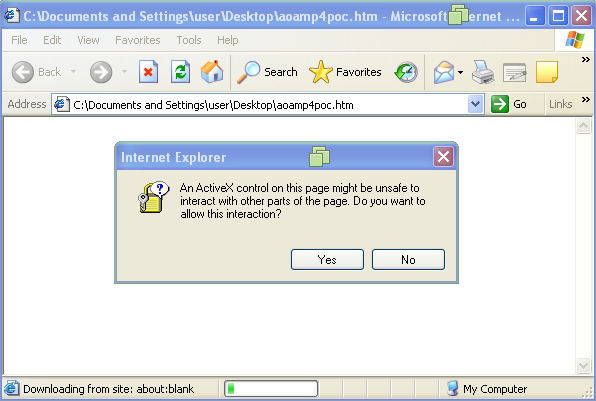 C:\Documents and Settings\user\Desktop\aoamp4poc.htm - Microsoft Internet ...
File Edit View Favorites Tools Help
Back Search Favorites »
Address C:\Documents and Settings\user\Desktop\aoamp4poc.htm Go Links »
Internet Explorer
?
An ActiveX control on this page might be unsafe to
interact with other parts of the page. Do you want to
allow this interaction?
Yes No
Downloading from site: about:blank My Computer